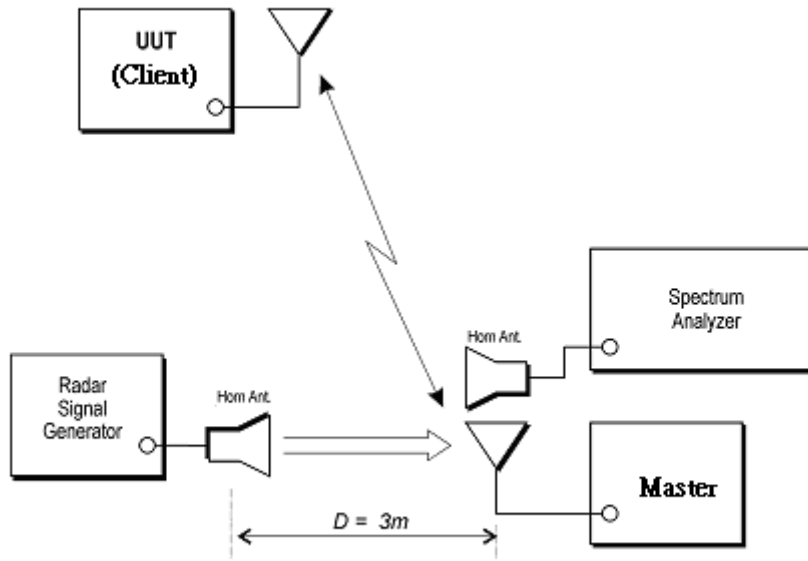 UUT
(Client)
Spectrum
Analyzer
Horn Ant.
Radar
Signal
Generator
Horn Ant.
Master
D = 3m